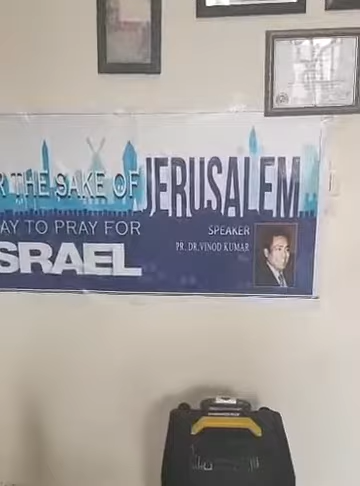 R THE SAKE OF JERUSALEM
AY TO PRAY FOR
SRAEL
SPEAKER
PR. DR. VINOD KUMAR